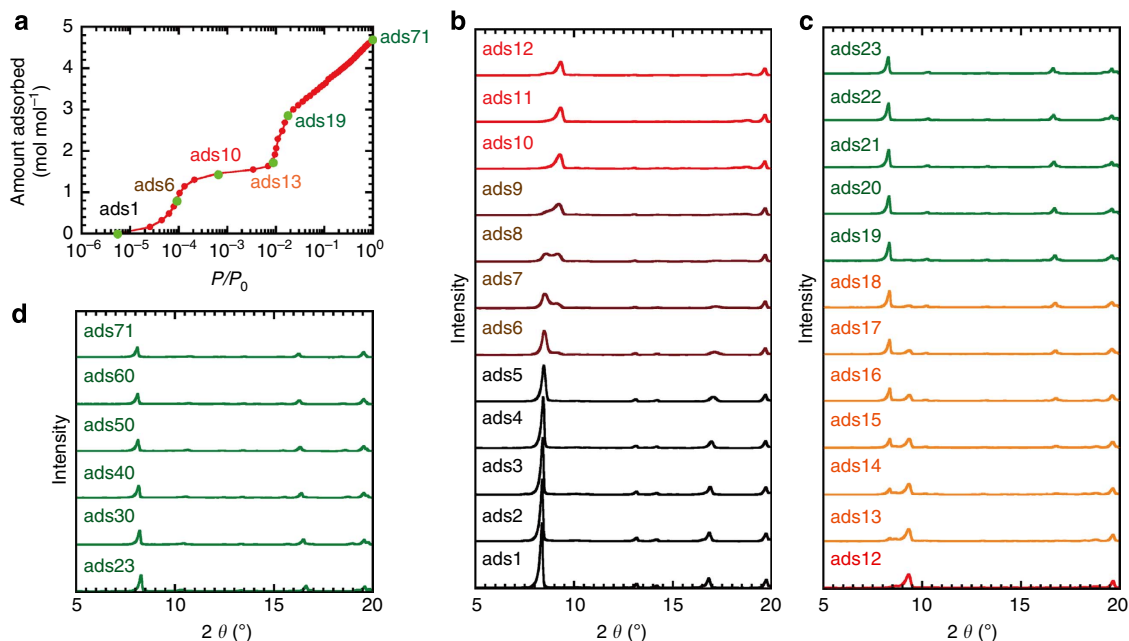 a
5
4
3
2
1
0
Amount adsorbed
(mol mol⁻¹)
ads71
ads19
ads10
ads6
ads13
ads1
10⁻⁶ 10⁻⁵ 10⁻⁴ 10⁻³ 10⁻² 10⁻¹ 10⁰
P/P₀
d
ads71
ads60
ads50
ads40
ads30
ads23
Intensity
5 10 15 20
2 θ (°)
b
ads12
ads11
ads10
ads9
ads8
ads7
ads6
ads5
ads4
ads3
ads2
ads1
Intensity
5 10 15 20
2 θ (°)
c
ads23
ads22
ads21
ads20
ads19
ads18
ads17
ads16
ads15
ads14
ads13
ads12
Intensity
5 10 15 20
2 θ (°)